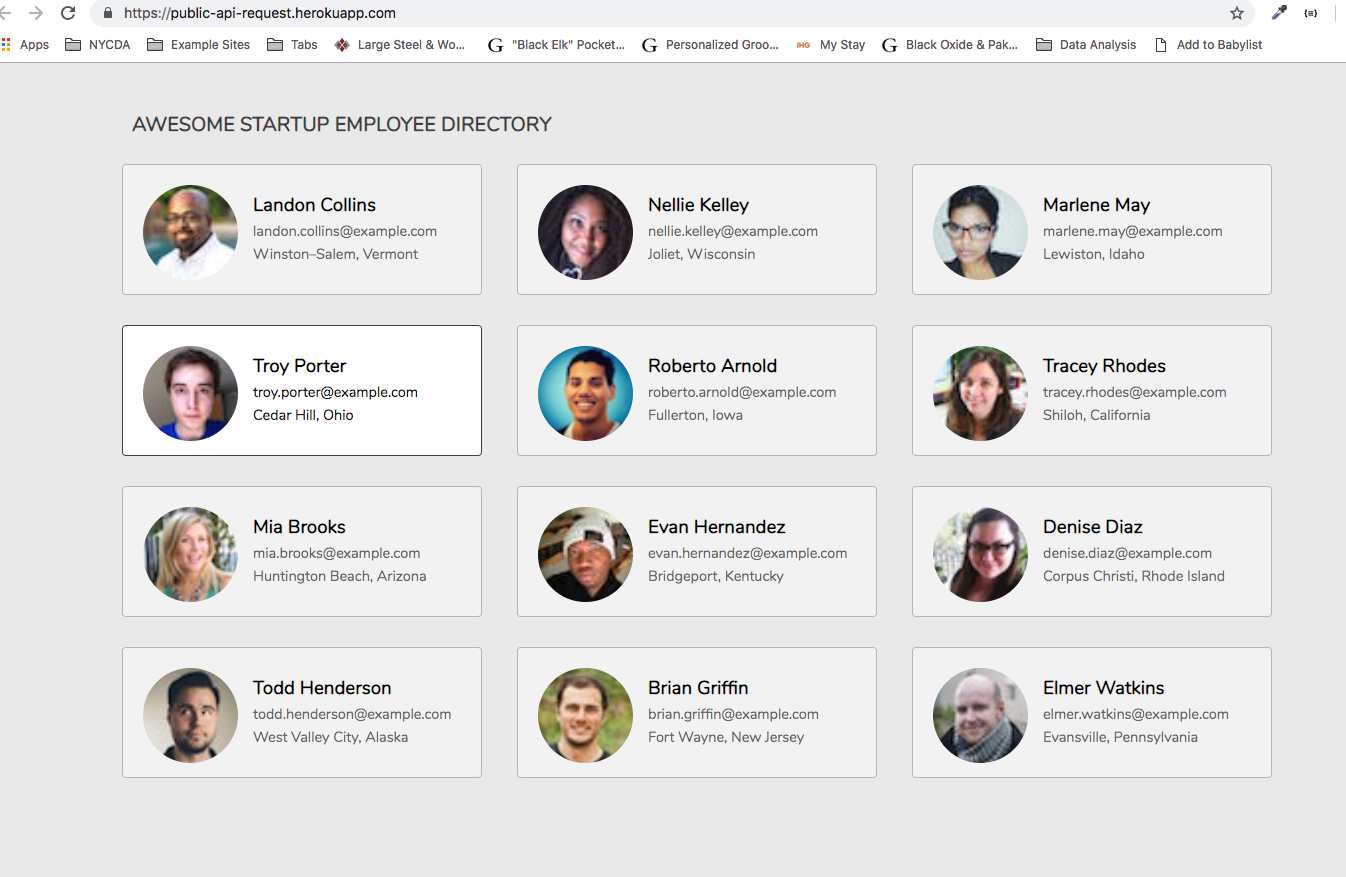 https://public-api-request.herokuapp.com
Apps NYCDA Example Sites Tabs Large Steel & Wo... G "Black Elk" Pocket... G Personalized Groo... IHG My Stay G Black Oxide & Pak... Data Analysis Add to Babylist
AWESOME STARTUP EMPLOYEE DIRECTORY
Landon Collins
landon.collins@example.com
Winston–Salem, Vermont
Nellie Kelley
nellie.kelley@example.com
Joliet, Wisconsin
Marlene May
marlene.may@example.com
Lewiston, Idaho
Troy Porter
troy.porter@example.com
Cedar Hill, Ohio
Roberto Arnold
roberto.arnold@example.com
Fullerton, Iowa
Tracey Rhodes
tracey.rhodes@example.com
Shiloh, California
Mia Brooks
mia.brooks@example.com
Huntington Beach, Arizona
Evan Hernandez
evan.hernandez@example.com
Bridgeport, Kentucky
Denise Diaz
denise.diaz@example.com
Corpus Christi, Rhode Island
Todd Henderson
todd.henderson@example.com
West Valley City, Alaska
Brian Griffin
brian.griffin@example.com
Fort Wayne, New Jersey
Elmer Watkins
elmer.watkins@example.com
Evansville, Pennsylvania